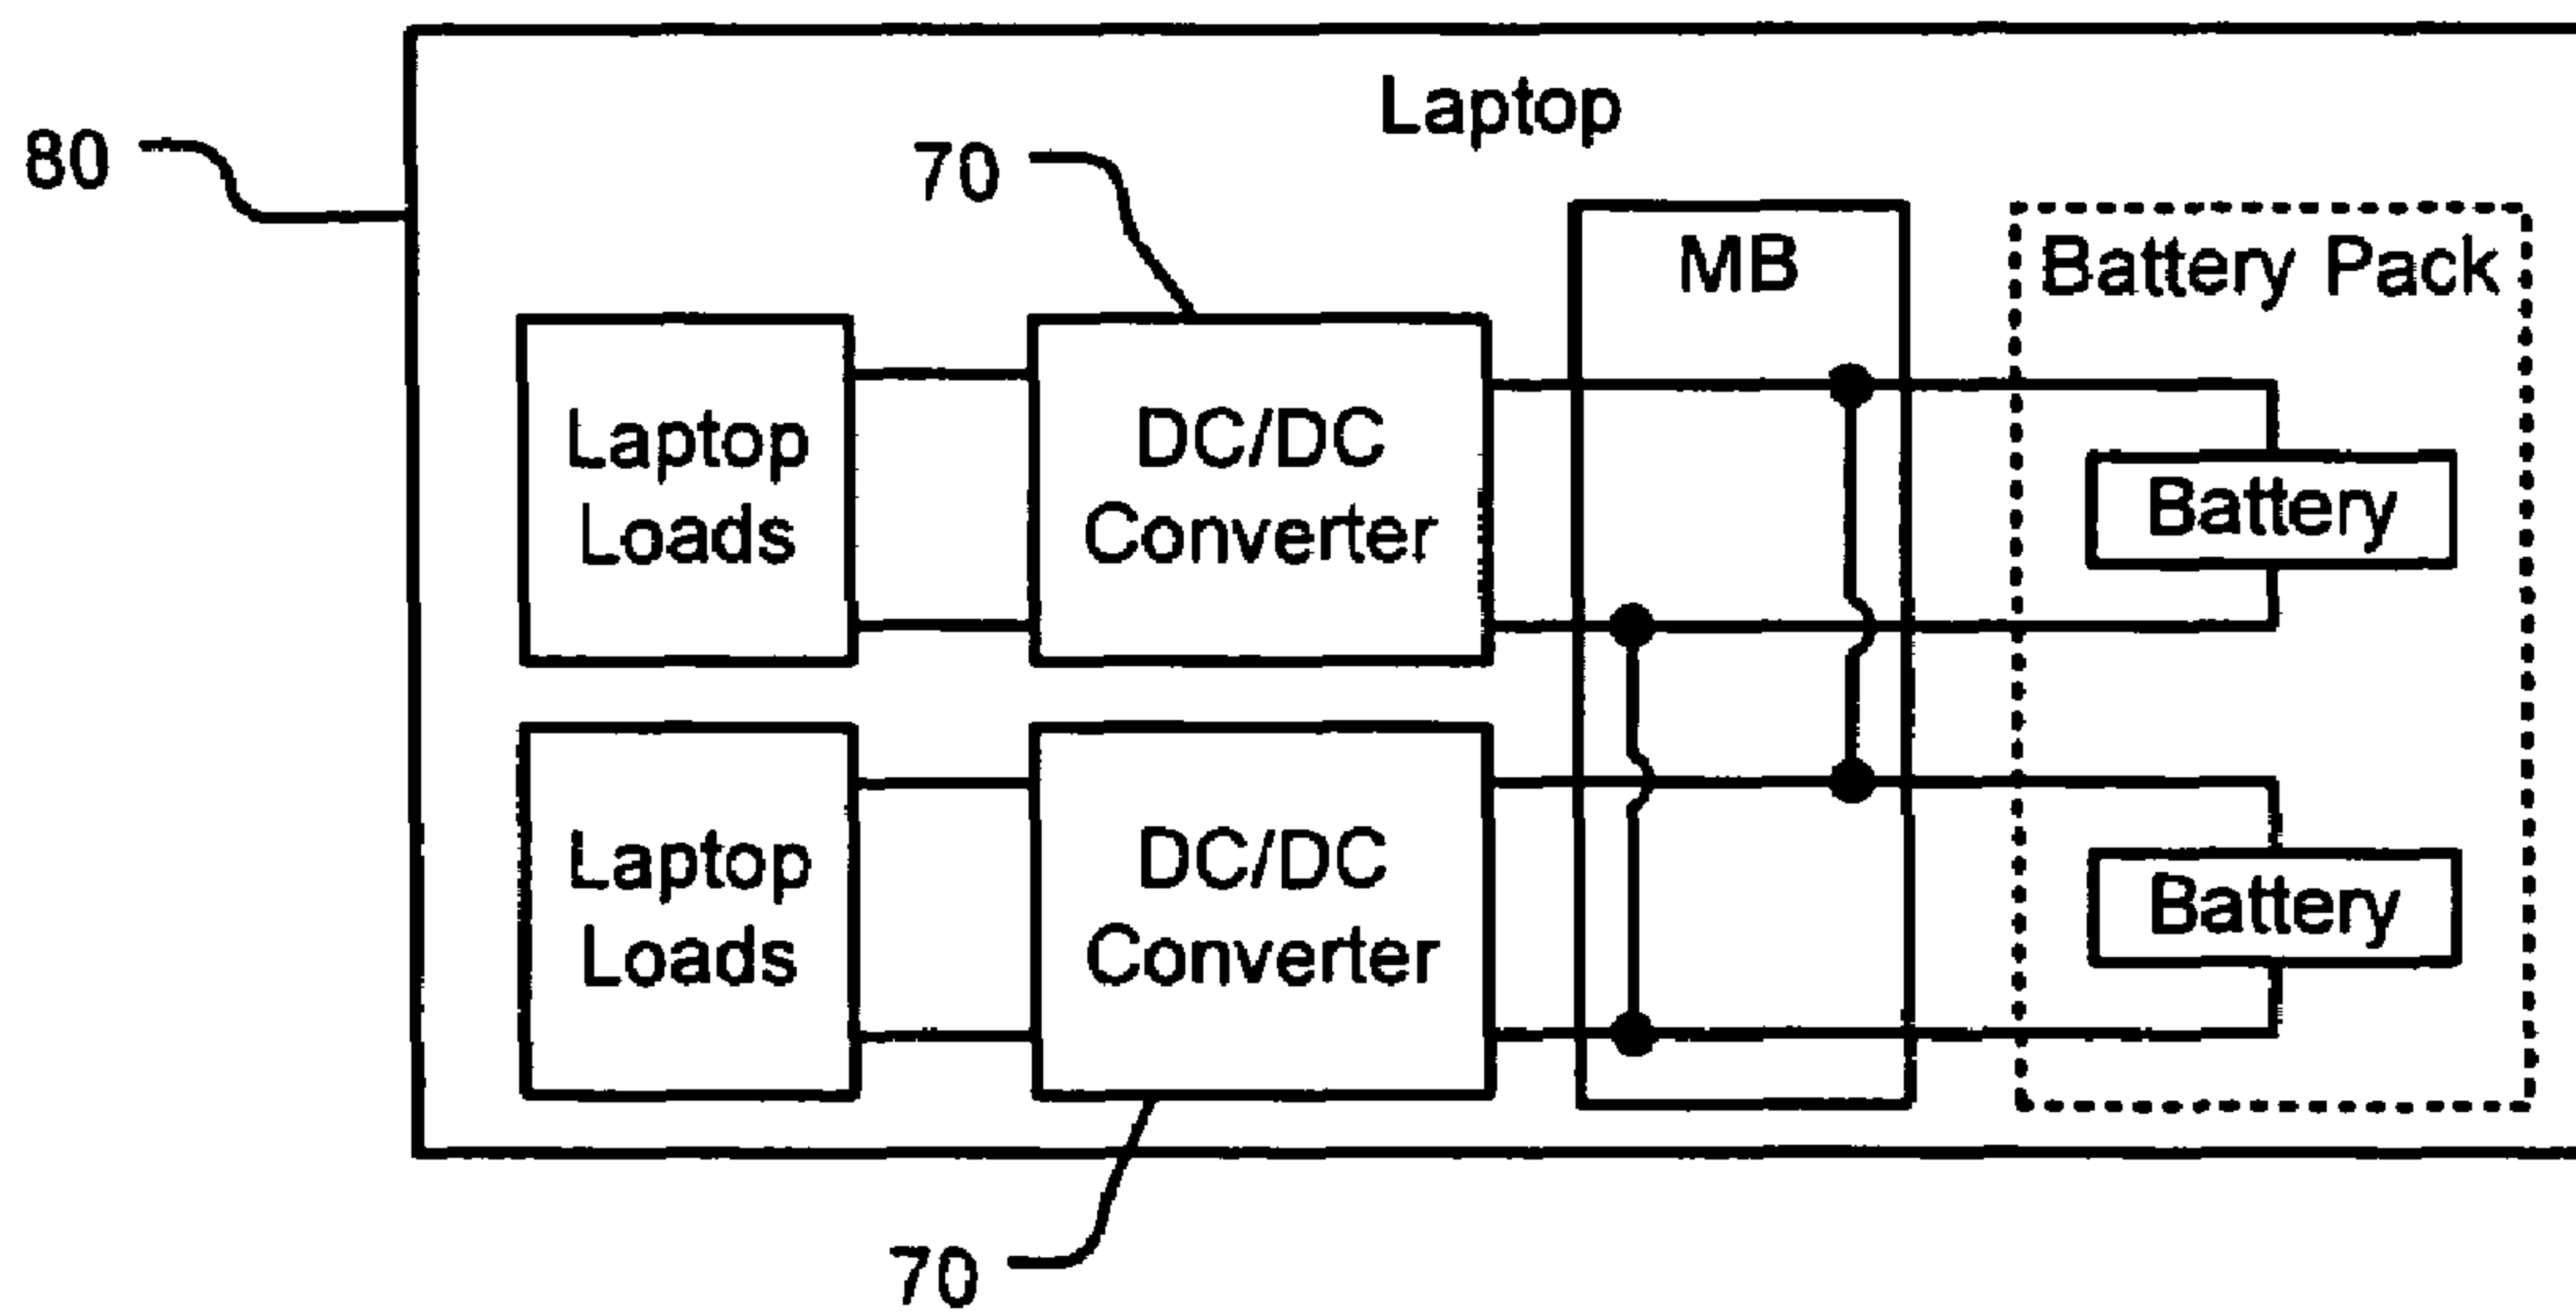 Laptop
80
70
MB
Battery Pack
Laptop
Loads
DC/DC
Converter
Battery
Laptop
Loads
DC/DC
Converter
Battery
70